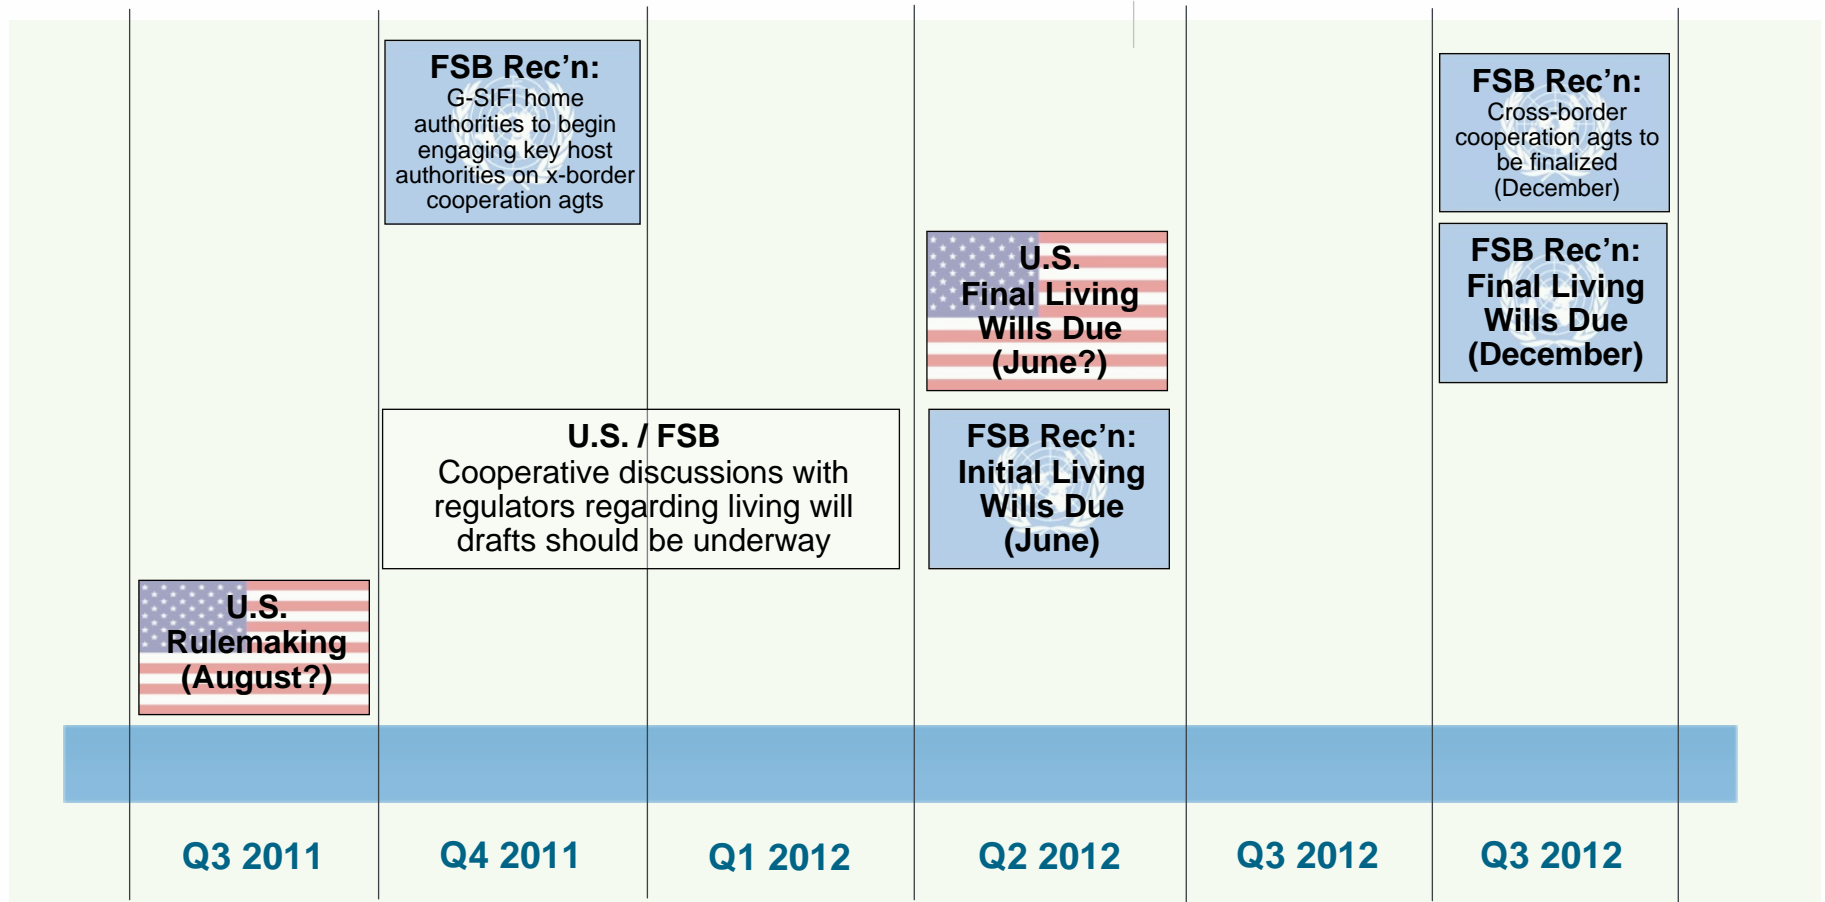 FSB Rec’n:
G-SIFI home
authorities to begin
engaging key host
authorities on x-border
cooperation agts
FSB Rec’n:
Cross-border
cooperation agts to
be finalized
(December)
U.S.
Final Living
Wills Due
(June?)
FSB Rec’n:
Final Living
Wills Due
(December)
U.S. / FSB
Cooperative discussions with
regulators regarding living will
drafts should be underway
FSB Rec’n:
Initial Living
Wills Due
(June)
U.S.
Rulemaking
(August?)
Q3 2011
Q4 2011
Q1 2012
Q2 2012
Q3 2012
Q3 2012